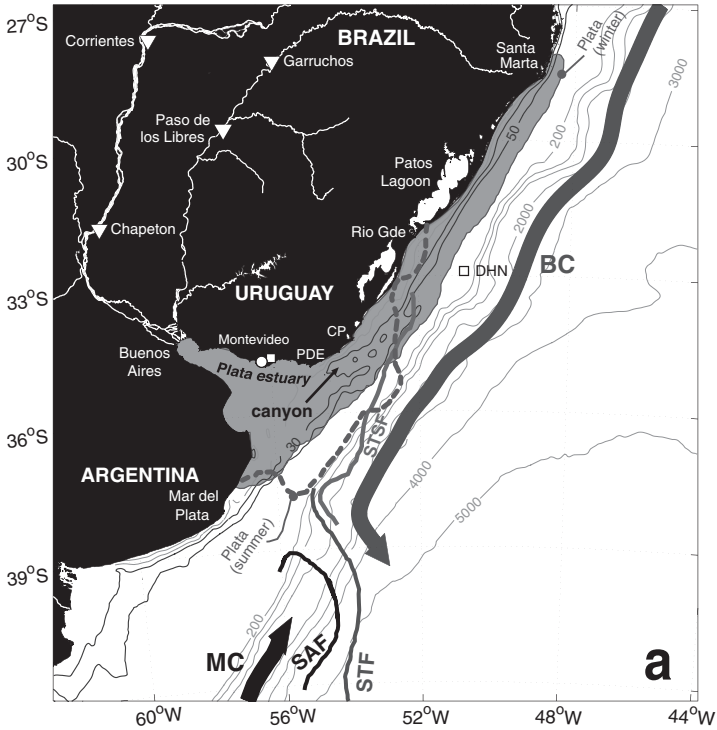 27°S
30°S
33°S
36°S
39°S
60°W
56°W
52°W
48°W
44°W
Corrientes
BRAZIL
Garruchos
Santa
Marta
Plata
(winter)
3000
Paso de
los Libres
50
200
Patos
Lagoon
Chapeton
2000
Rio Gde
BC
DHN
URUGUAY
CP
Montevideo
PDE
Buenos
Aires
Plata estuary
canyon
30
STSF
ARGENTINA
4000
Mar del
Plata
5000
Plata
(summer)
200
MC
SAF
STF
a